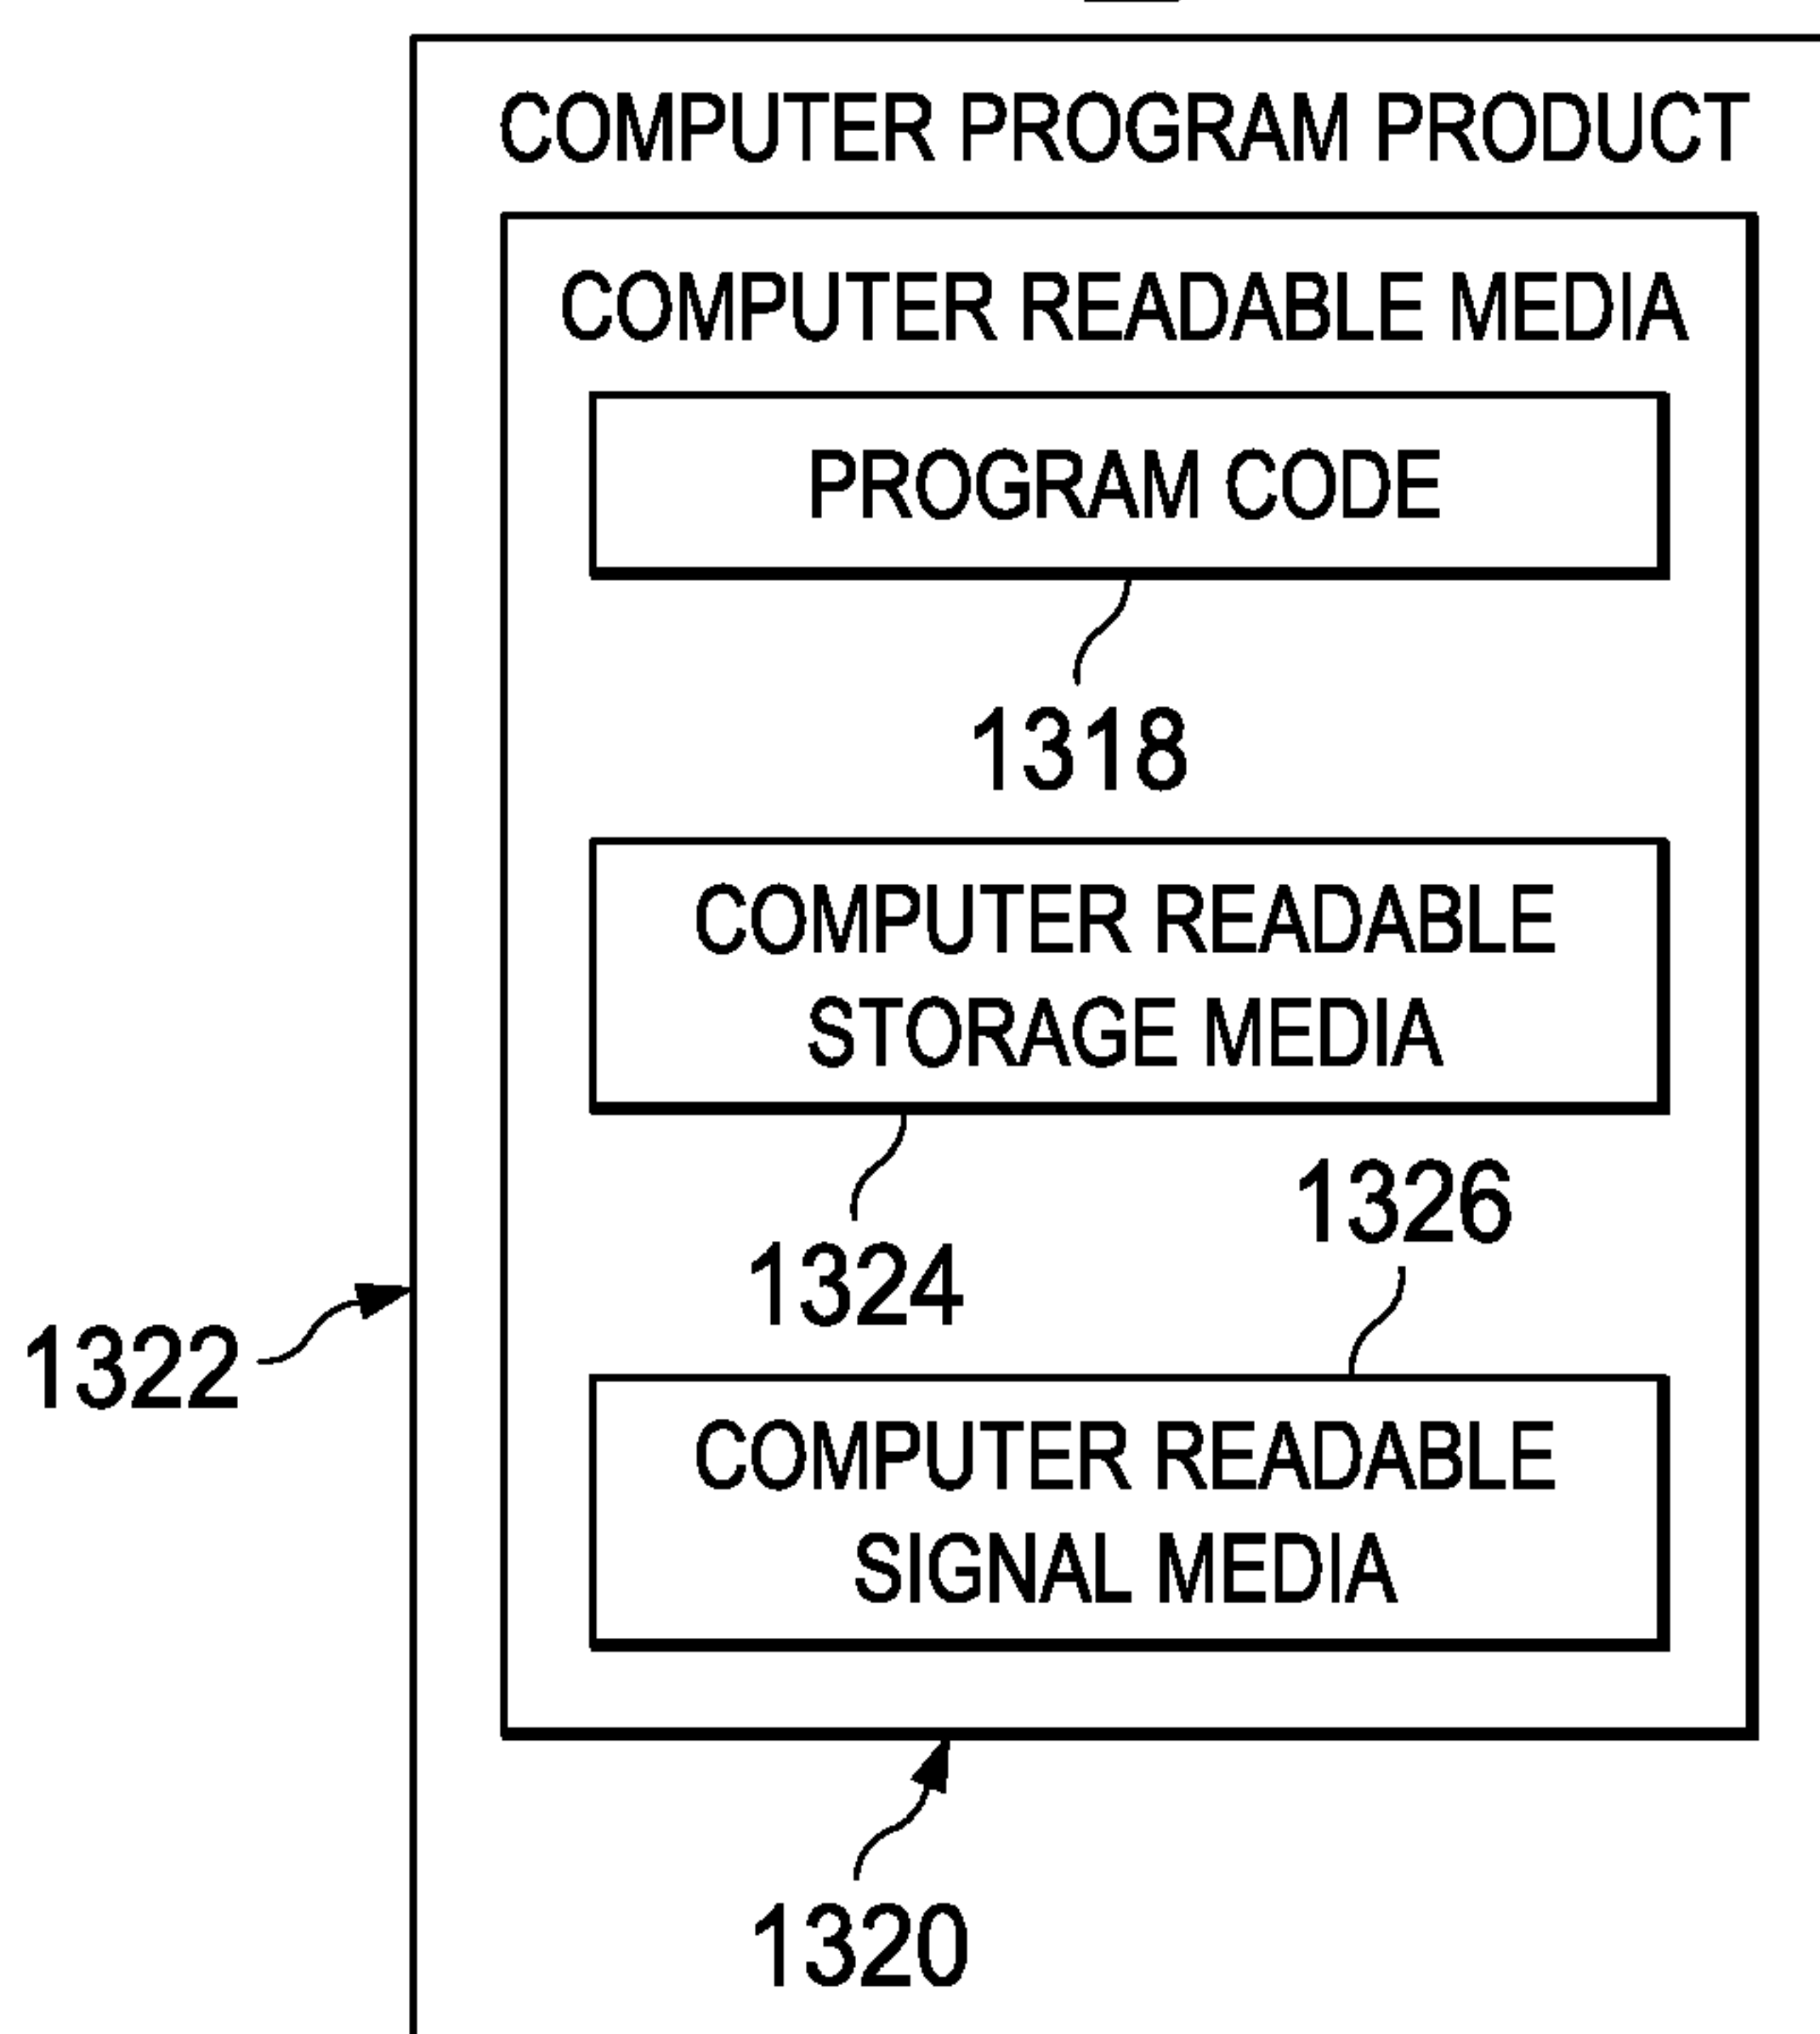 COMPUTER PROGRAM PRODUCT
COMPUTER READABLE MEDIA
PROGRAM CODE
1318
COMPUTER READABLE
STORAGE MEDIA
1324
1326
1322
COMPUTER READABLE
SIGNAL MEDIA
1320